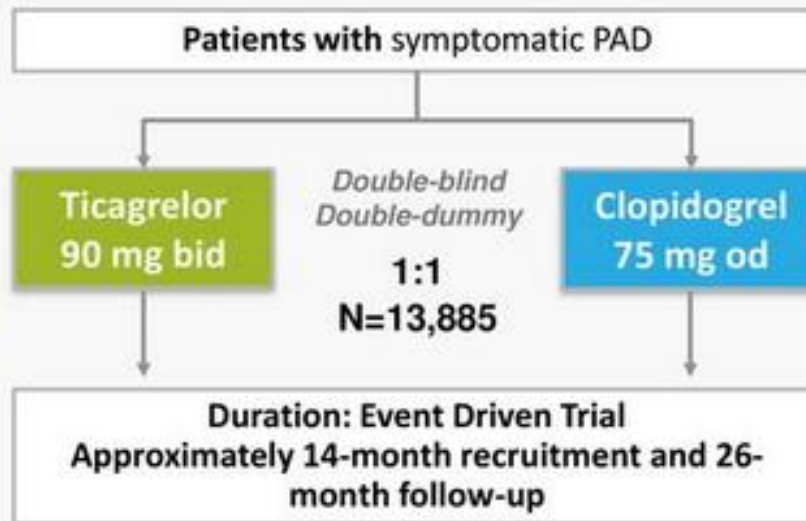 Patients with symptomatic PAD
Ticagrelor
90 mg bid
Double-blind
Double-dummy
1:1
N=13,885
Clopidogrel
75 mg od
Duration: Event Driven Trial
Approximately 14-month recruitment and 26-
month follow-up